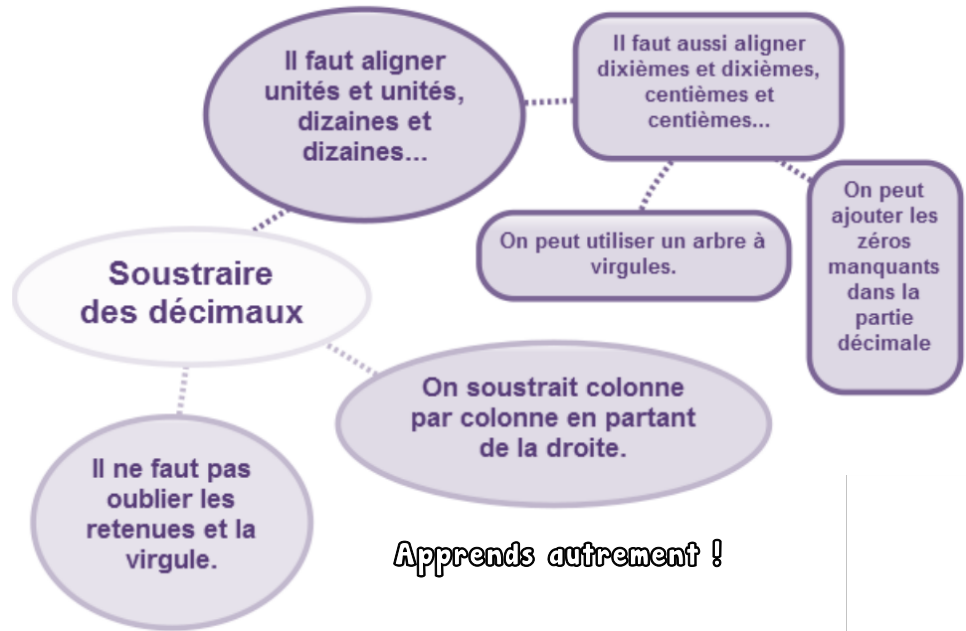 Il faut aligner
unités et unités,
dizaines et
dizaines...
Il faut aussi aligner
dixièmes et dixièmes,
centièmes et
centièmes...
On peut utiliser un arbre à
virgules.
On peut
ajouter les
zéros
manquants
dans la
partie
décimale
Soustraire
des décimaux
On soustrait colonne
par colonne en partant
de la droite.
Il ne faut pas
oublier les
retenues et la
virgule.
Apprends autrement !